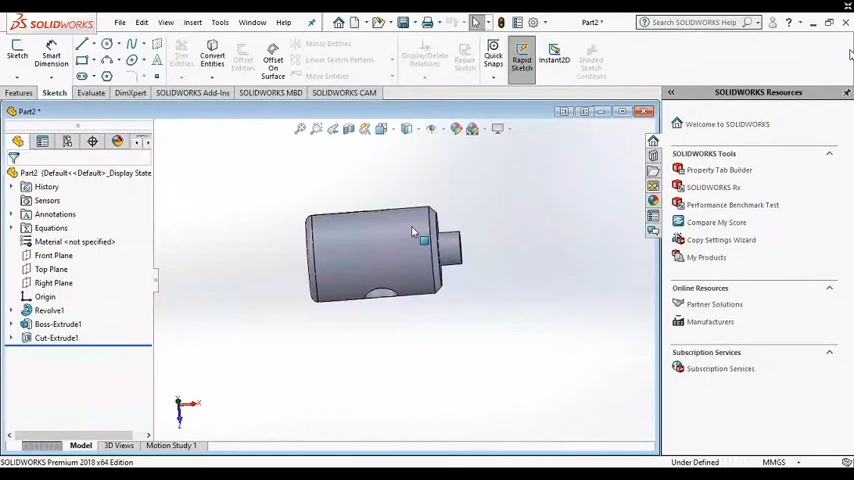 SOLIDWORKS File Edit View Insert Tools Window Help Part2 * Search SOLIDWORKS Help
Sketch Smart Dimension Trim Entities Convert Entities Offset Entities Offset On Surface Mirror Entities Linear Sketch Pattern Move Entities Display/Delete Relations Repair Sketch Quick Snaps Rapid Sketch Instant2D Shaded Sketch Contours
Features Sketch Evaluate DimXpert SOLIDWORKS Add-Ins SOLIDWORKS MBD SOLIDWORKS CAM
SOLIDWORKS Resources
Part2 *
Welcome to SOLIDWORKS
SOLIDWORKS Tools
Property Tab Builder
SOLIDWORKS Rx
Performance Benchmark Test
Compare My Score
Copy Settings Wizard
My Products
Online Resources
Partner Solutions
Manufacturers
Subscription Services
Subscription Services
Part2 (Default<<Default>_Display State
History
Sensors
Annotations
Equations
Material <not specified>
Front Plane
Top Plane
Right Plane
Origin
Revolve1
Boss-Extrude1
Cut-Extrude1
X
Z
Model 3D Views Motion Study 1
SOLIDWORKS Premium 2018 x64 Edition Under Defined MMGS